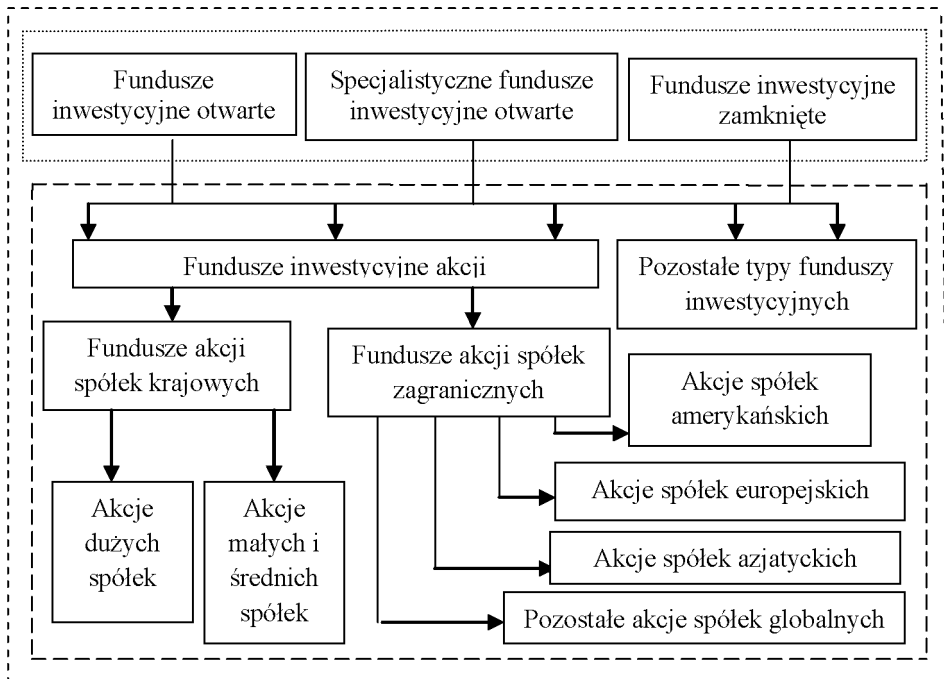 Fundusze
inwestycyjne otwarte
Specjalistyczne fundusze
inwestycyjne otwarte
Fundusze inwestycyjne
zamknięte
Fundusze inwestycyjne akcji
Pozostałe typy funduszy
inwestycyjnych
Fundusze akcji
spółek krajowych
Fundusze akcji spółek
zagranicznych
Akcje spółek
amerykańskich
Akcje
dużych
spółek
Akcje
małych i
średnich
spółek
Akcje spółek europejskich
Akcje spółek azjatyckich
Pozostałe akcje spółek globalnych